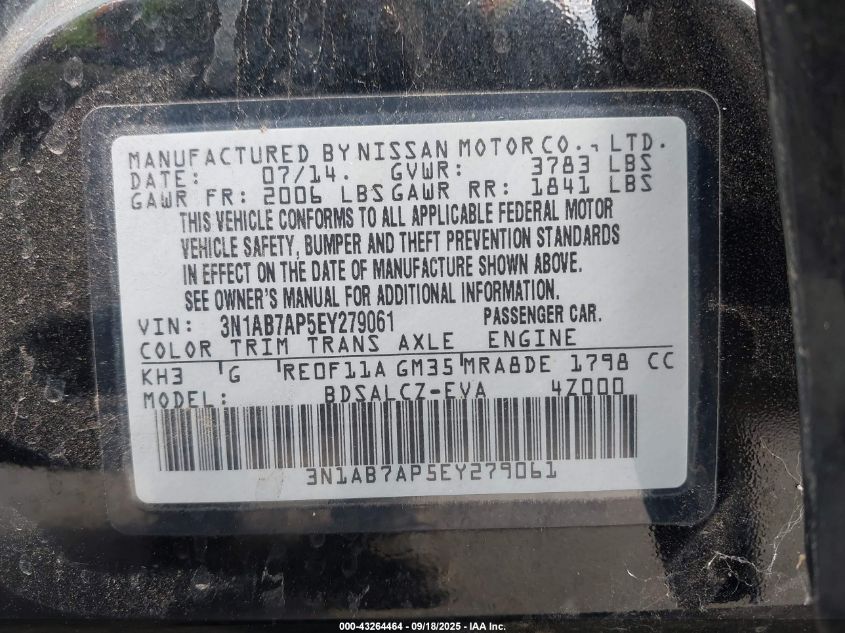 MANUFACTURED BY NISSAN MOTOR CO., LTD.
DATE: 07/14. GVWR: 3783 LBS
GAWR FR: 2006 LBS GAWR RR: 1841 LBS
THIS VEHICLE CONFORMS TO ALL APPLICABLE FEDERAL MOTOR
VEHICLE SAFETY, BUMPER AND THEFT PREVENTION STANDARDS
IN EFFECT ON THE DATE OF MANUFACTURE SHOWN ABOVE.
SEE OWNER'S MANUAL FOR ADDITIONAL INFORMATION.
VIN: 3N1AB7AP5EY279061 PASSENGER CAR.
COLOR TRIM TRANS AXLE ENGINE
KH3 G RE0F11A GM35 MRA8DE 1798 CC
MODEL: BDSALCZ-EVA 4Z000
3N1AB7AP5EY279061
000-43264464 - 09/18/2025 - IAA Inc.